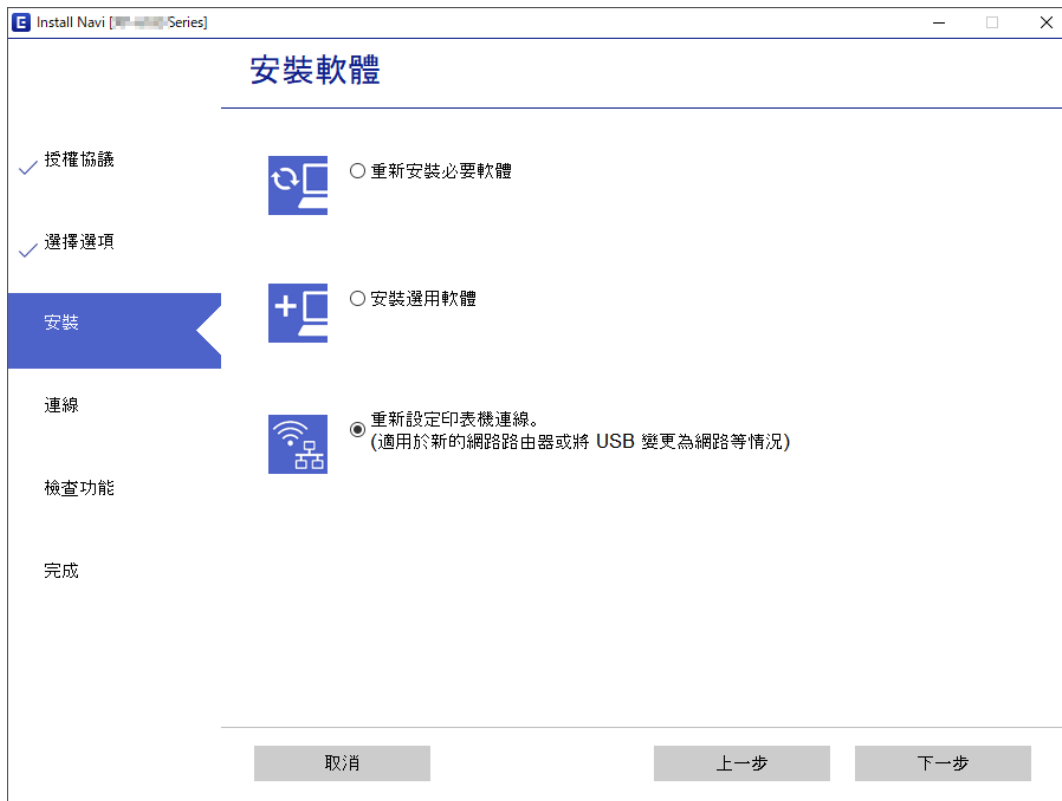 Install Navi [ Series]
安裝軟體
授權協議
選擇選項
安裝
連線
檢查功能
完成
重新安裝必要軟體
安裝選用軟體
重新設定印表機連線。
(適用於新的網路路由器或將 USB 變更為網路等情況)
取消
上一步
下一步